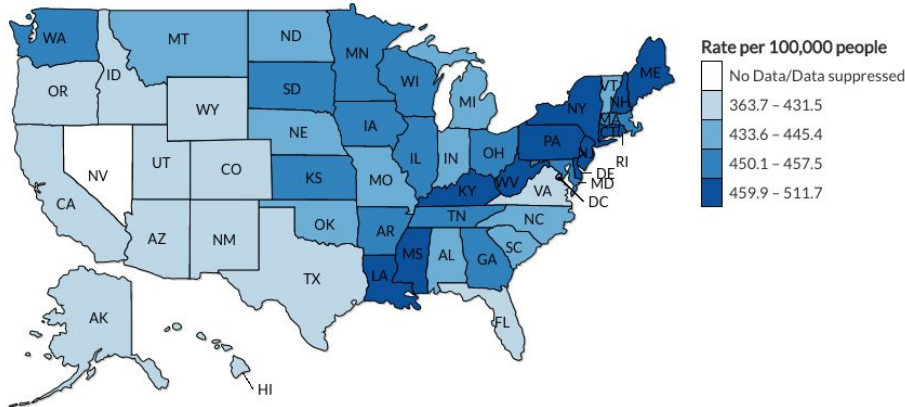 WA
MT
ND
MN
ME
ID
OR
SD
WI
VT
NH
WY
MI
NY
MA
CT
IA
NE
PA
NJ
RI
NV
UT
CO
IL
IN
OH
DE
MD
CA
KS
MO
WV
KY
VA
DC
AZ
NM
OK
AR
TN
NC
SC
TX
LA
MS
AL
GA
FL
AK
HI
Rate per 100,000 people
No Data/Data suppressed
363.7 – 431.5
433.6 – 445.4
450.1 – 457.5
459.9 – 511.7